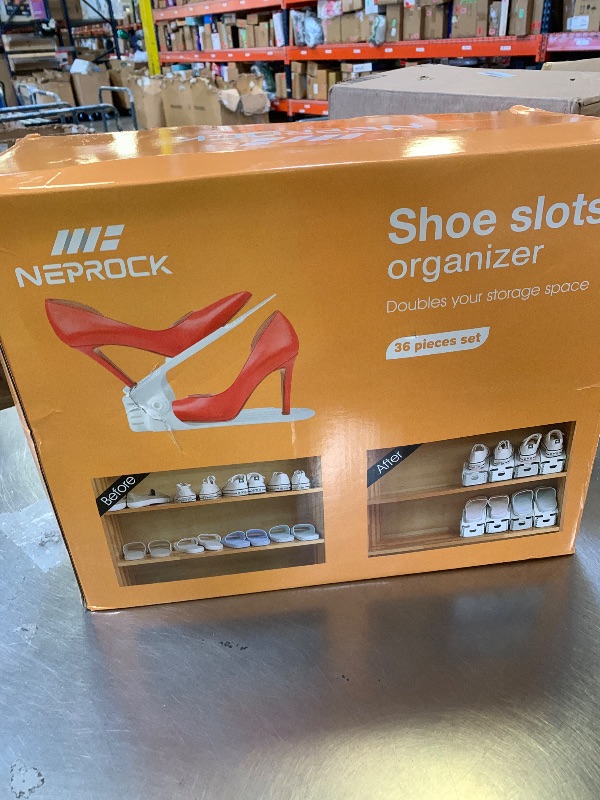 NEPROCK
Shoe slots
organizer
Doubles your storage space
36 pieces set
Before
After